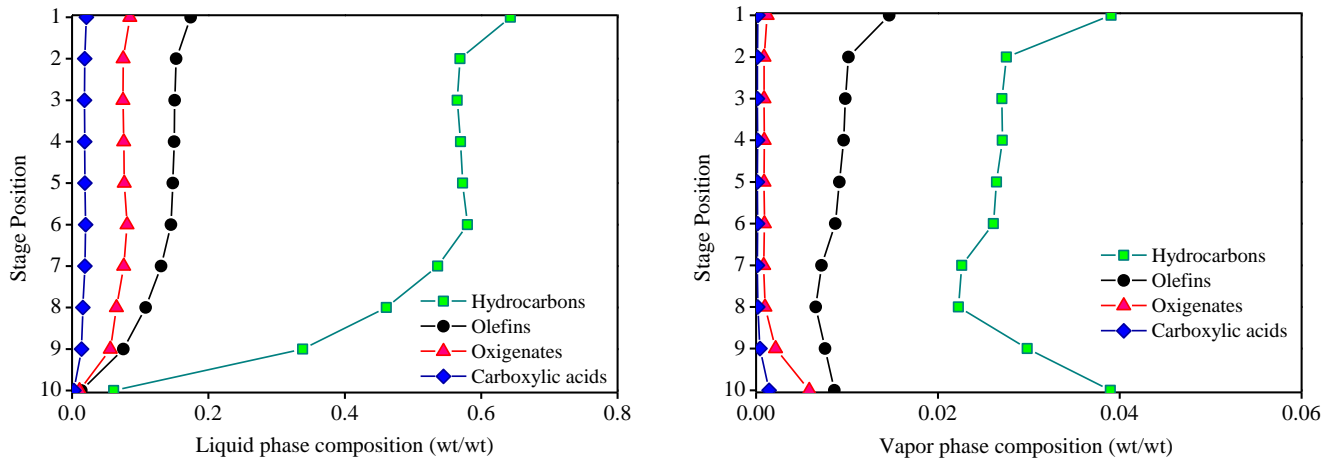 1
2
3
4
5
6
7
8
9
10
Stage Position
0.0 0.2 0.4 0.6 0.8
Liquid phase composition (wt/wt)
Hydrocarbons
Olefins
Oxigenates
Carboxylic acids
1
2
3
4
5
6
7
8
9
10
Stage Position
0.00 0.02 0.04 0.06
Vapor phase composition (wt/wt)
Hydrocarbons
Olefins
Oxigenates
Carboxylic acids